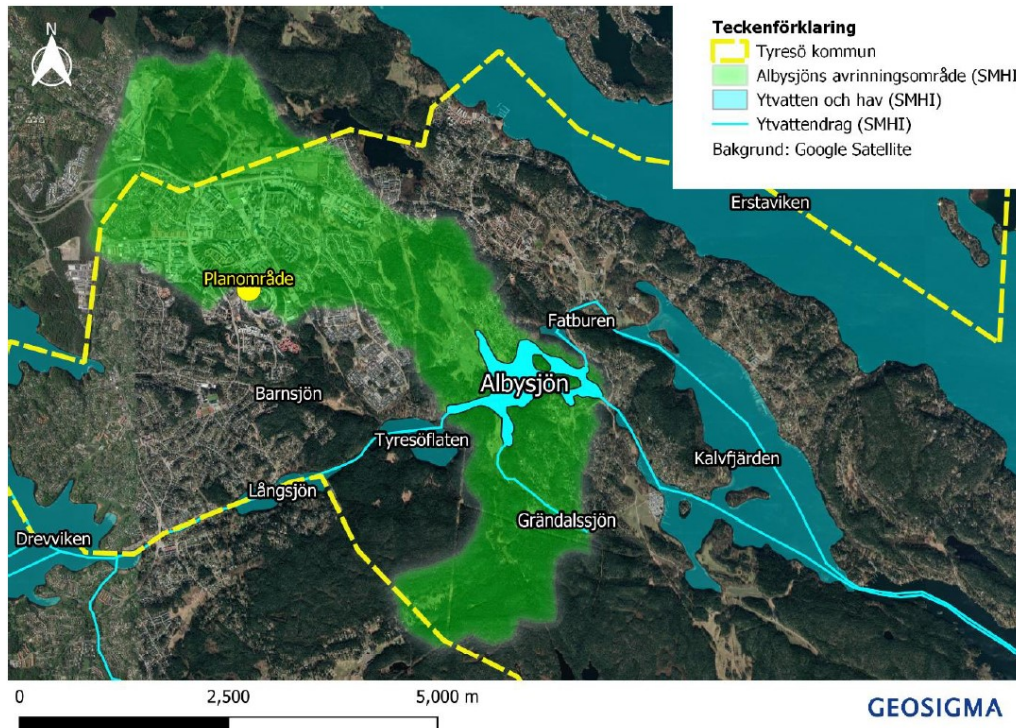 N
Teckenförklaring
Tyresö kommun
Albysjöns avrinningsområde (SMHI
Ytvatten och hav (SMHI)
Ytvattendrag (SMHI)
Bakgrund: Google Satellite
Erstaviken
Planområde
Fatburen
Albysjön
Barnsjön
Tyresöflaten
Kalvfjärden
Långsjön
Grändalssjön
Drevviken
0 2,500 5,000 m
GEOSIGMA